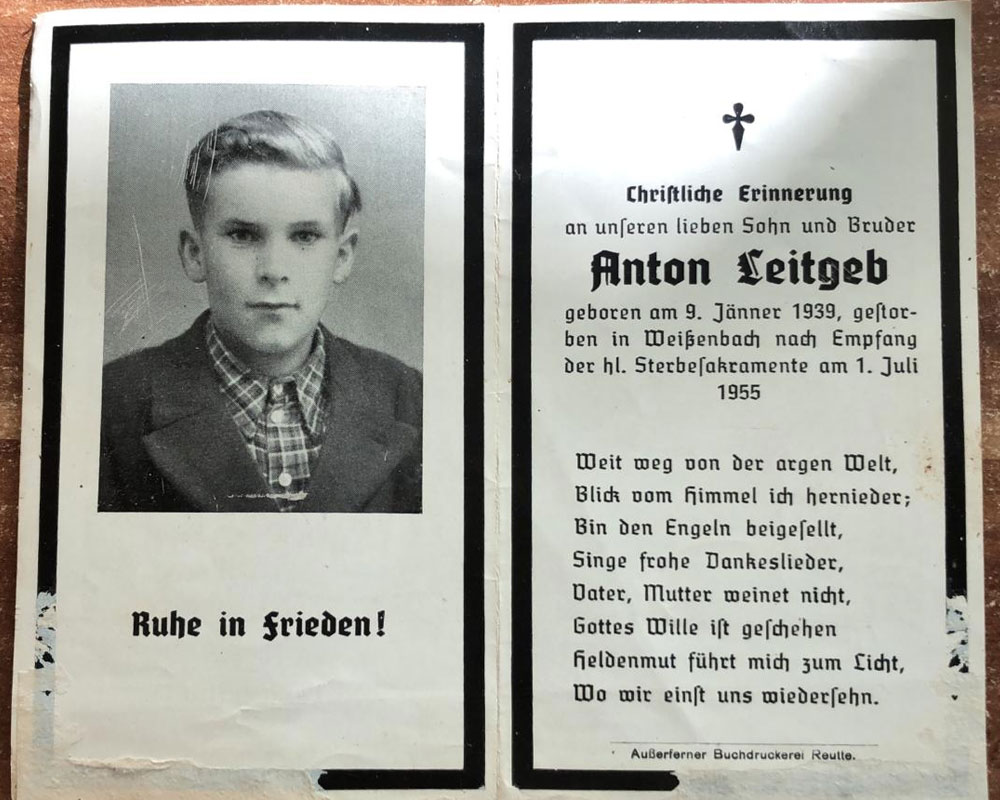 Ruhe in Frieden!
Christliche Erinnerung
an unseren lieben Sohn und Bruder
Anton Leitgeb
geboren am 9. Jänner 1939, gestor-
ben in Weißenbach nach Empfang
der hl. Sterbesakramente am 1. Juli
1955
Weit weg von der argen Welt,
Blick vom Himmel ich hernieder;
Bin den Engeln beigesellt,
Singe frohe Dankeslieder,
Vater, Mutter weinet nicht,
Gottes Wille ist geschehen
Heldenmut führt mich zum Licht,
Wo wir einst uns wiedersehn.
Außerferner Buchdruckerei Reutte.